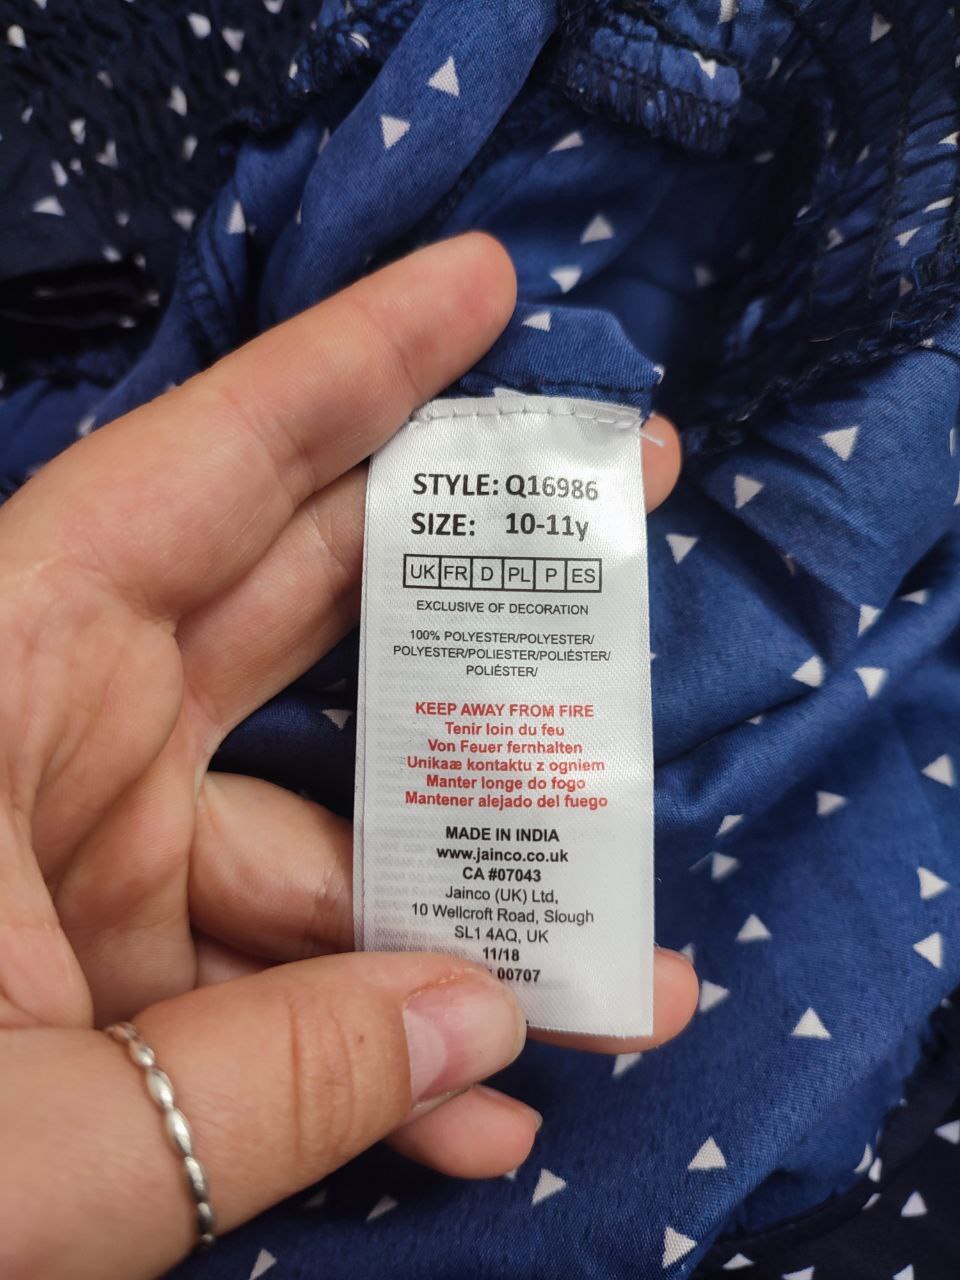 STYLE: Q16986
SIZE: 10-11y
UK FR D PL P ES
EXCLUSIVE OF DECORATION
100% POLYESTER/POLYESTER/
POLYESTER/POLIESTER/POLIÉSTER/
POLIÉSTER/
KEEP AWAY FROM FIRE
Tenir loin du feu
Von Feuer fernhalten
Unikaæ kontaktu z ogniem
Manter longe do fogo
Mantener alejado del fuego
MADE IN INDIA
www.jainco.co.uk
CA #07043
Jainco (UK) Ltd,
10 Wellcroft Road, Slough
SL1 4AQ, UK
11/18
00707